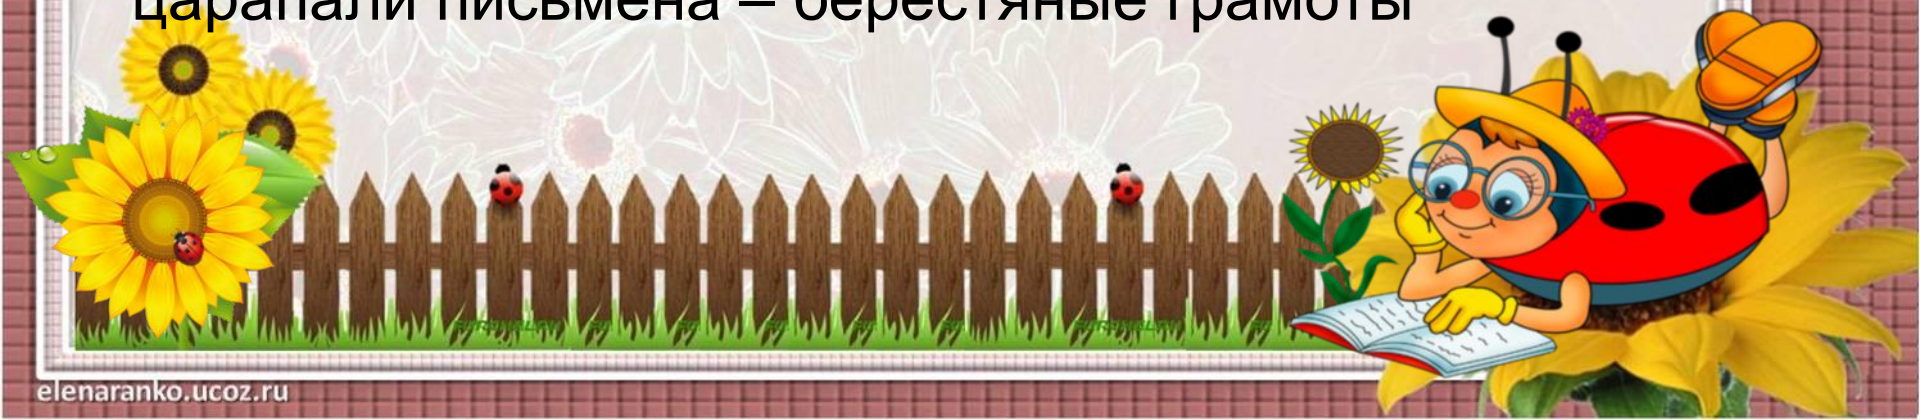 царапали письмена – берестяные грамоты
elenaranko.ucoz.ru